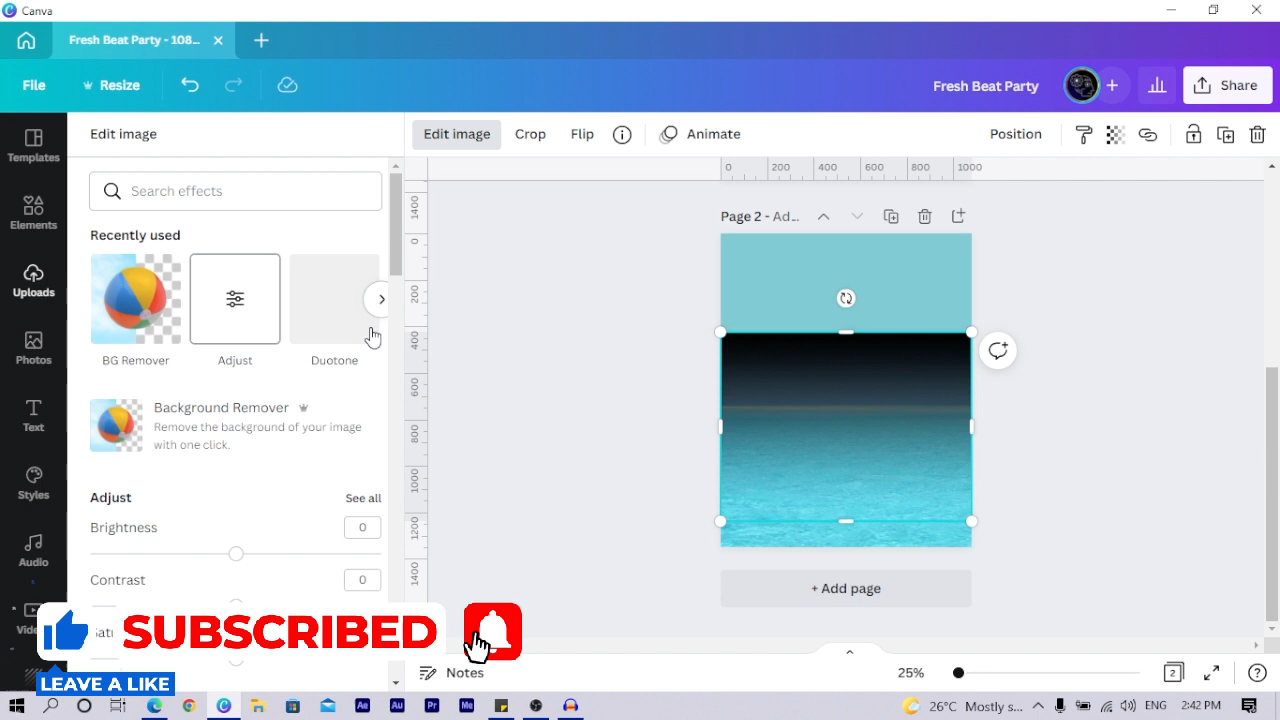 Canva
Fresh Beat Party - 108...
File
Resize
Fresh Beat Party
Share
Templates
Elements
Uploads
Photos
Text
Styles
Audio
Edit image
Search effects
Recently used
BG Remover
Adjust
Duotone
Background Remover
Remove the background of your image
with one click.
Adjust
See all
Brightness
0
Contrast
0
Edit image
Crop
Flip
Animate
Position
0 200 400 600 800 1000
1400
0
200
400
600
800
1000
1200
1400
Page 2 - Ad...
+ Add page
Notes
25%
2
SUBSCRIBED
LEAVE A LIKE
Ae
Au
Pr
Me
26°C Mostly s...
2:42 PM